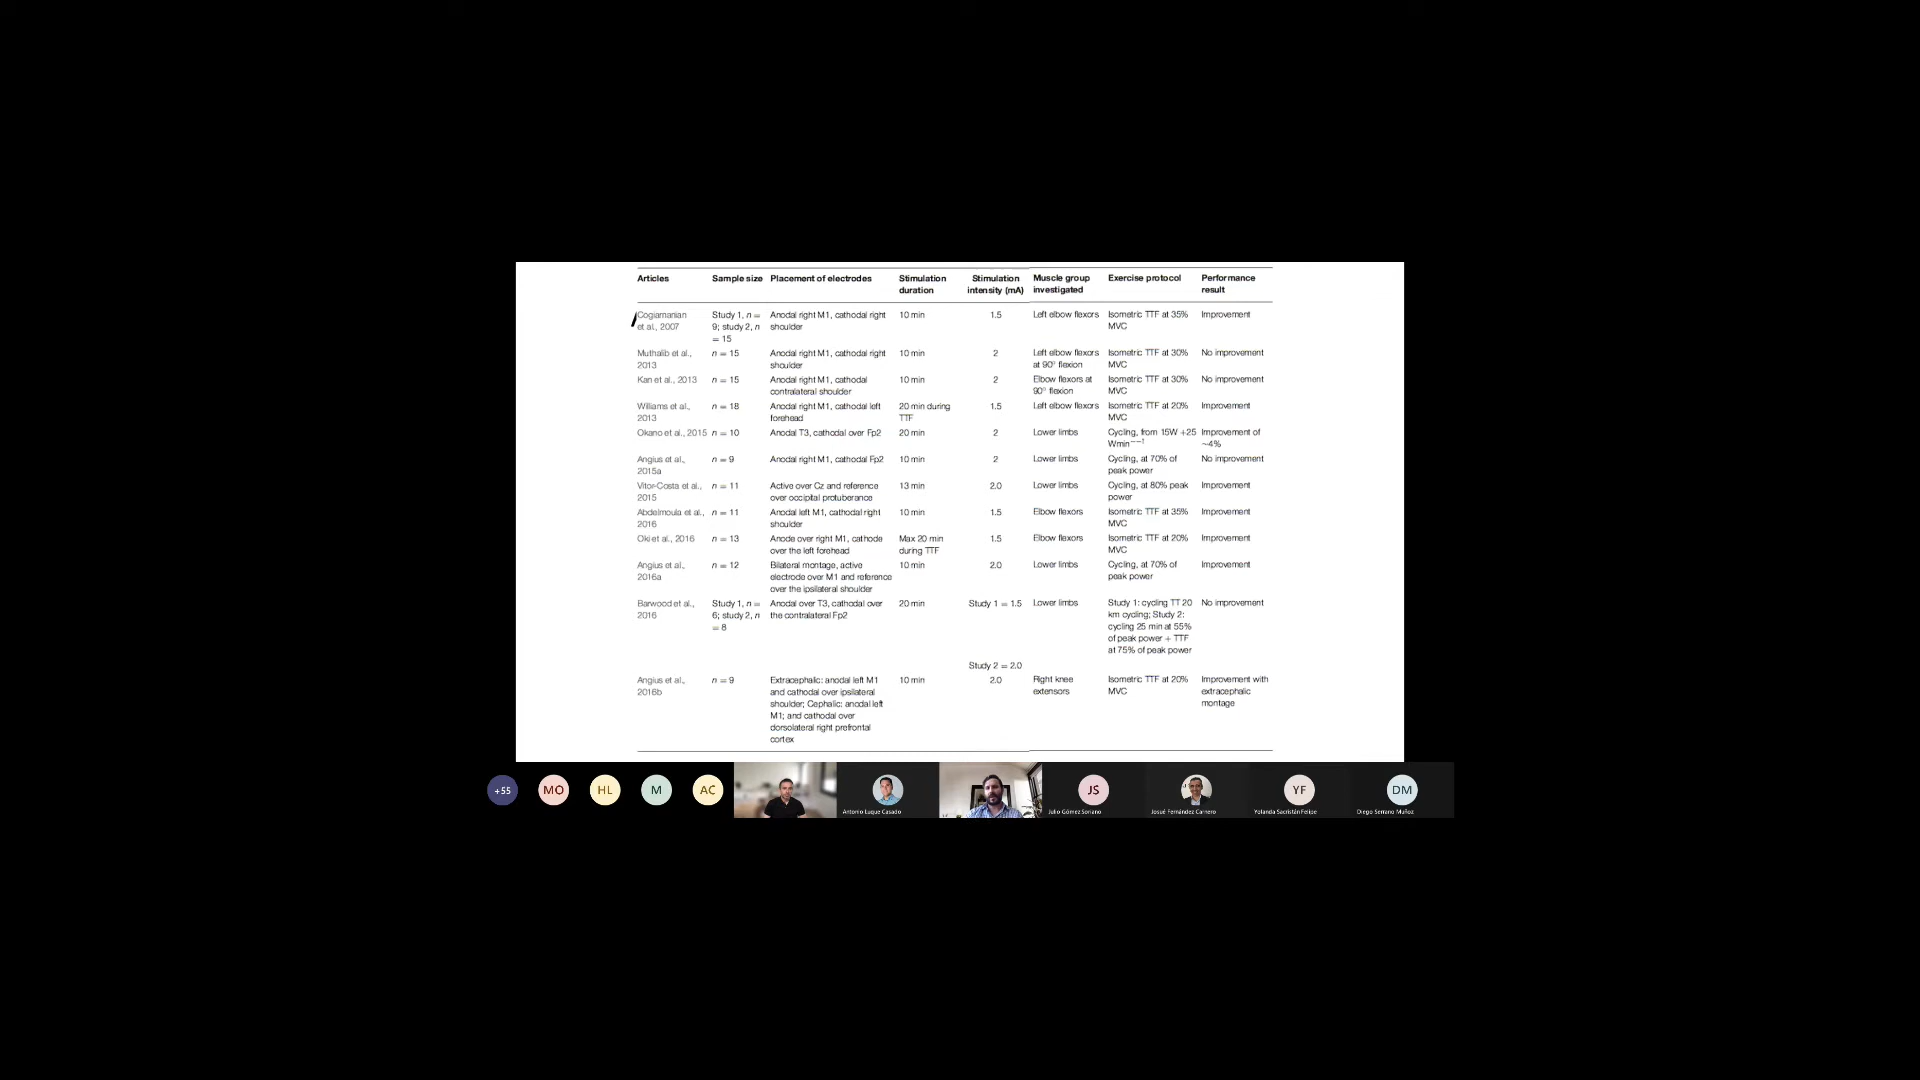 Articles Sample size Placement of electrodes Stimulation duration Stimulation intensity (mA) Muscle group investigated Exercise protocol Performance result
Cogiamanian et al., 2007 Study 1, n = 9; study 2, n = 15 Anodal right M1, cathodal right shoulder 10 min 1.5 Left elbow flexors Isometric TTF at 35% MVC Improvement
Muthalib et al., 2013 n = 15 Anodal right M1, cathodal right shoulder 10 min 2 Left elbow flexors at 90° flexion Isometric TTF at 30% MVC No improvement
Kan et al., 2013 n = 15 Anodal right M1, cathodal contralateral shoulder 10 min 2 Elbow flexors at 90° flexion Isometric TTF at 30% MVC No improvement
Williams et al., 2013 n = 18 Anodal right M1, cathodal left forehead 20 min during TTF 1.5 Left elbow flexors Isometric TTF at 20% MVC Improvement
Okano et al., 2015 n = 10 Anodal T3, cathodal over Fp2 20 min 2 Lower limbs Cycling, from 15W +25 Wmin−−1 Improvement of ~4%
Angius et al., 2015a n = 9 Anodal right M1, cathodal Fp2 10 min 2 Lower limbs Cycling, at 70% of peak power No improvement
Vitor-Costa et al., 2015 n = 11 Active over Cz and reference over occipital protuberance 13 min 2.0 Lower limbs Cycling, at 80% peak power Improvement
Abdelmoula et al., 2016 n = 11 Anodal left M1, cathodal right shoulder 10 min 1.5 Elbow flexors Isometric TTF at 35% MVC Improvement
Oki et al., 2016 n = 13 Anode over right M1, cathode over the left forehead Max 20 min during TTF 1.5 Elbow flexors Isometric TTF at 20% MVC Improvement
Angius et al., 2016a n = 12 Bilateral montage, active electrode over M1 and reference over the ipsilateral shoulder 10 min 2.0 Lower limbs Cycling, at 70% of peak power Improvement
Barwood et al., 2016 Study 1, n = 6; study 2, n = 8 Anodal over T3, cathodal over the contralateral Fp2 20 min Study 1 = 1.5 Lower limbs Study 1: cycling TT 20 km cycling; Study 2: cycling 25 min at 55% of peak power + TTF at 75% of peak power No improvement
Study 2 = 2.0
Angius et al., 2016b n = 9 Extracephalic: anodal left M1 and cathodal over ipsilateral shoulder; Cephalic: anodal left M1; and cathodal over dorsolateral right prefrontal cortex 10 min 2.0 Right knee extensors Isometric TTF at 20% MVC Improvement with extracephalic montage
+55 MO HL M AC JS YF DM
Antonio Luque Casado Julio Gómez Soriano Josué Fernández Carnero Yolanda Sacristán Felipe Diego Serrano Muñoz